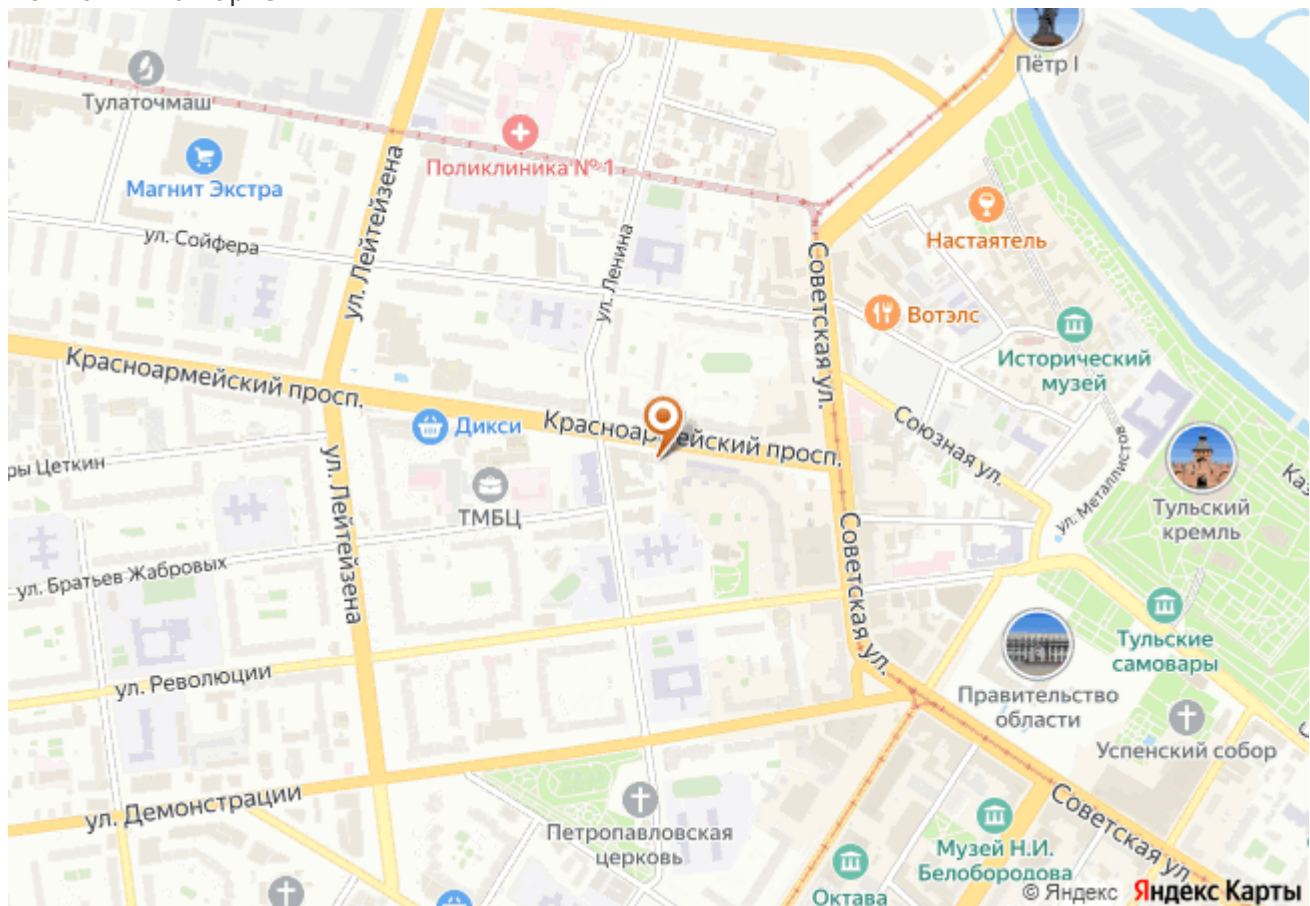 Пётр I
Тулаточмаш
Поликлиника № 1
Магнит Экстра
ул. Лейтейзена
Настаятель
ул. Сойфера
ул. Ленина
Советская ул.
Вотэлс
Исторический
музей
Красноармейский просп.
Дикси
Красноармейский просп.
Союзная ул.
ул. Металлистов
Каз
ры Цеткин
ул. Лейтейзена
ТМБЦ
Тульский
кремль
Советская ул.
ул. Братьев Жабровых
Тульские
самовары
ул. Революции
Правительство
области
Успенский собор
ул. Демонстрации
Петропавловская
церковь
Советская ул.
Музей Н.И.
Белобородова
Октава
© Яндекс Яндекс Карты